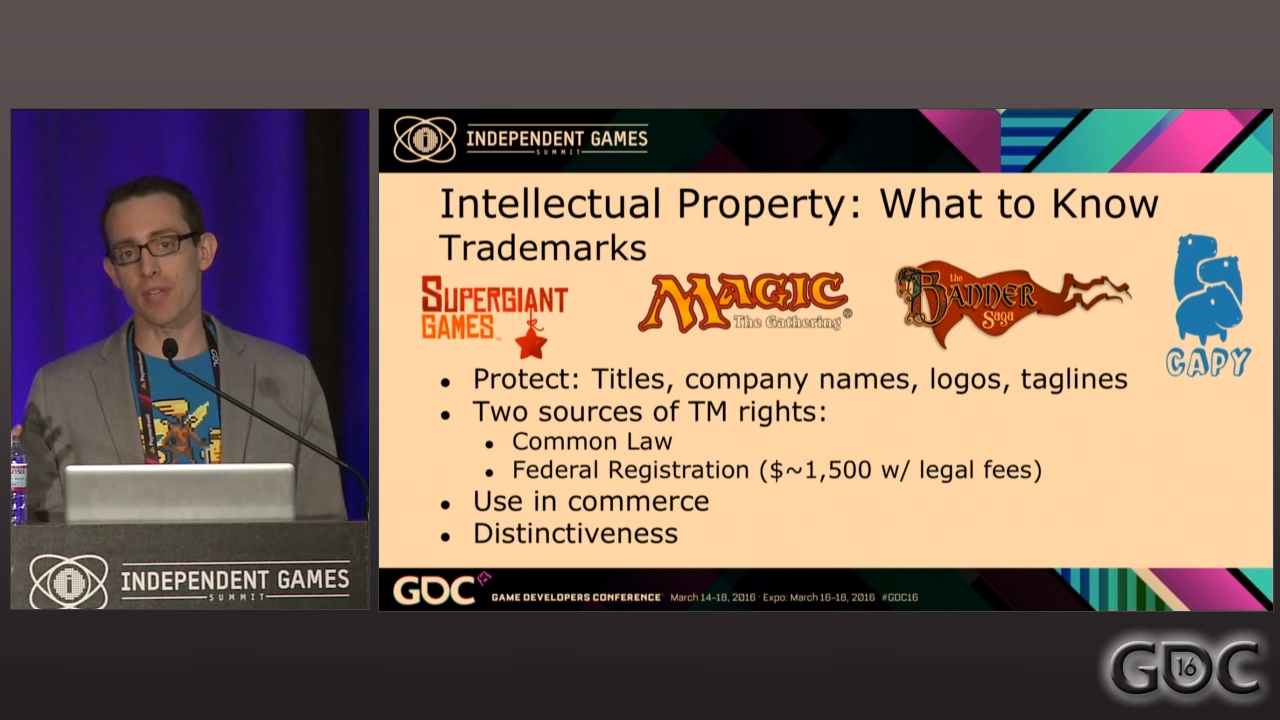 INDEPENDENT GAMES
SUMMIT
Intellectual Property: What to Know
Trademarks
SUPERGIANT
GAMES™
MAGIC
The Gathering®
the
BANNER
Saga
CAPY
• Protect: Titles, company names, logos, taglines
• Two sources of TM rights:
• Common Law
• Federal Registration ($~1,500 w/ legal fees)
• Use in commerce
• Distinctiveness
GDC
GAME DEVELOPERS CONFERENCE March 14-18, 2016 · Expo: March 16-18, 2016 #GDC16
GDC
INDEPENDENT GAMES
SUMMIT
GDC
16